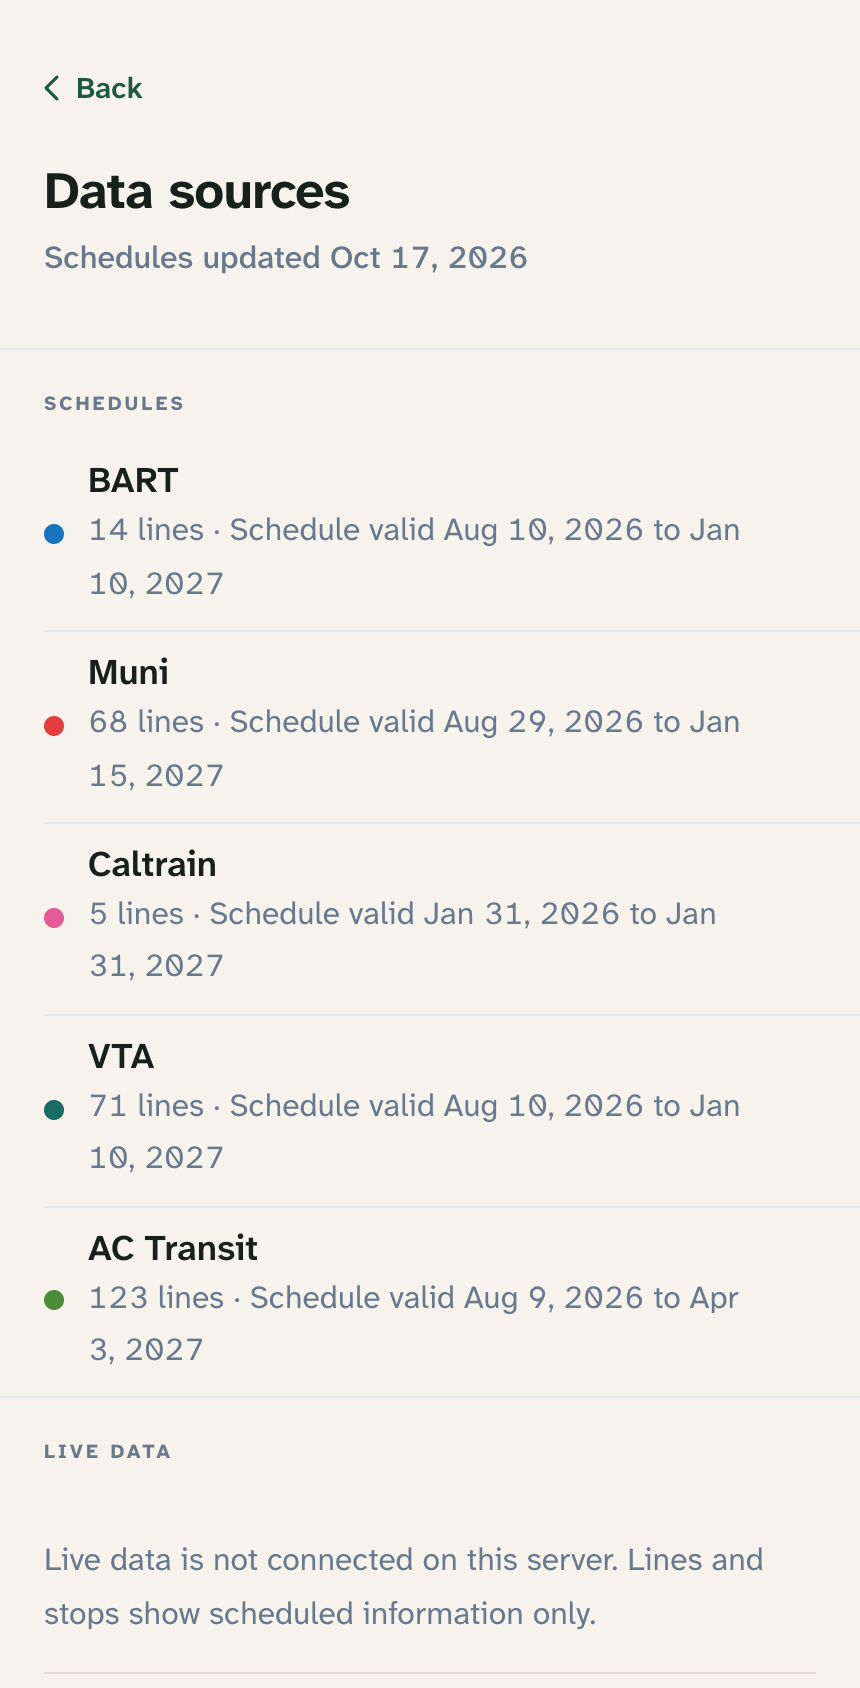 Back
Data sources
Schedules updated Oct 17, 2026
SCHEDULES
BART
14 lines · Schedule valid Aug 10, 2026 to Jan
10, 2027
Muni
68 lines · Schedule valid Aug 29, 2026 to Jan
15, 2027
Caltrain
5 lines · Schedule valid Jan 31, 2026 to Jan
31, 2027
VTA
71 lines · Schedule valid Aug 10, 2026 to Jan
10, 2027
AC Transit
123 lines · Schedule valid Aug 9, 2026 to Apr
3, 2027
LIVE DATA
Live data is not connected on this server. Lines and
stops show scheduled information only.